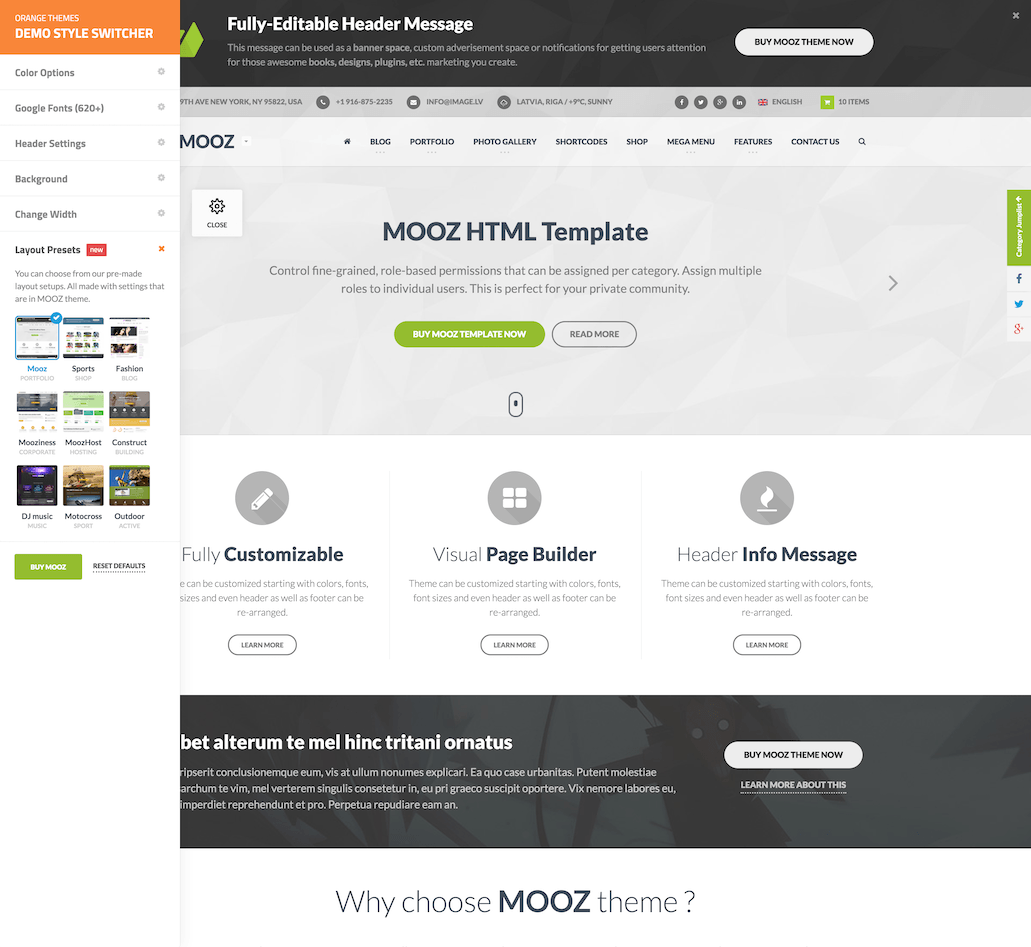 ORANGE THEMES
DEMO STYLE SWITCHER
Color Options
Google Fonts (620+)
Header Settings
Background
Change Width
Layout Presets new
You can choose from our pre-made
layout setups. All made with settings that
are in MOOZ theme.
Mooz Sports Fashion
PORTFOLIO SHOP BLOG
Mooziness MoozHost Construct
CORPORATE HOSTING BUILDING
DJ music Motocross Outdoor
MUSIC SPORT ACTIVE
BUY MOOZ RESET DEFAULTS
Fully-Editable Header Message
This message can be used as a banner space, custom adverisement space or notifications for getting users attention
for those awesome books, designs, plugins, etc. marketing you create.
BUY MOOZ THEME NOW
9TH AVE NEW YORK, NY 95822, USA +1 916-875-2235 INFO@IMAGE.LV LATVIA, RIGA / +9°C, SUNNY ENGLISH 10 ITEMS
MOOZ BLOG PORTFOLIO PHOTO GALLERY SHORTCODES SHOP MEGA MENU FEATURES CONTACT US
CLOSE
MOOZ HTML Template
Control fine-grained, role-based permissions that can be assigned per category. Assign multiple
roles to individual users. This is perfect for your private community.
BUY MOOZ TEMPLATE NOW READ MORE
Category Jumplist
Fully Customizable
e can be customized starting with colors, fonts,
sizes and even header as well as footer can be
re-arranged.
LEARN MORE
Visual Page Builder
Theme can be customized starting with colors, fonts,
font sizes and even header as well as footer can be
re-arranged.
LEARN MORE
Header Info Message
Theme can be customized starting with colors, fonts,
font sizes and even header as well as footer can be
re-arranged.
LEARN MORE
bet alterum te mel hinc tritani ornatus
ripserit conclusionemque eum, vis at ullum nonumes explicari. Ea quo case urbanitas. Putent molestiae
archum te vim, mel verterem singulis consetetur in, eu pri graeco suscipit oportere. Vix nemore labores eu,
imperdiet reprehendunt et pro. Perpetua repudiare eam an.
BUY MOOZ THEME NOW
LEARN MORE ABOUT THIS
Why choose MOOZ theme ?